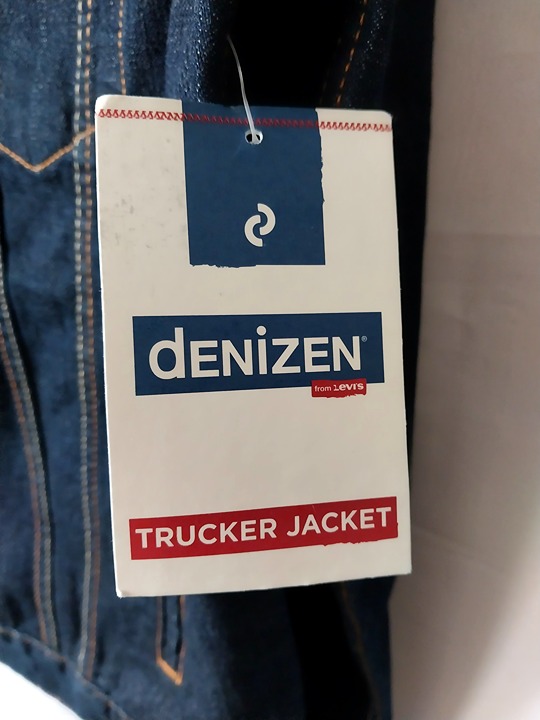 dENiZEN®
from Levi's
TRUCKER JACKET